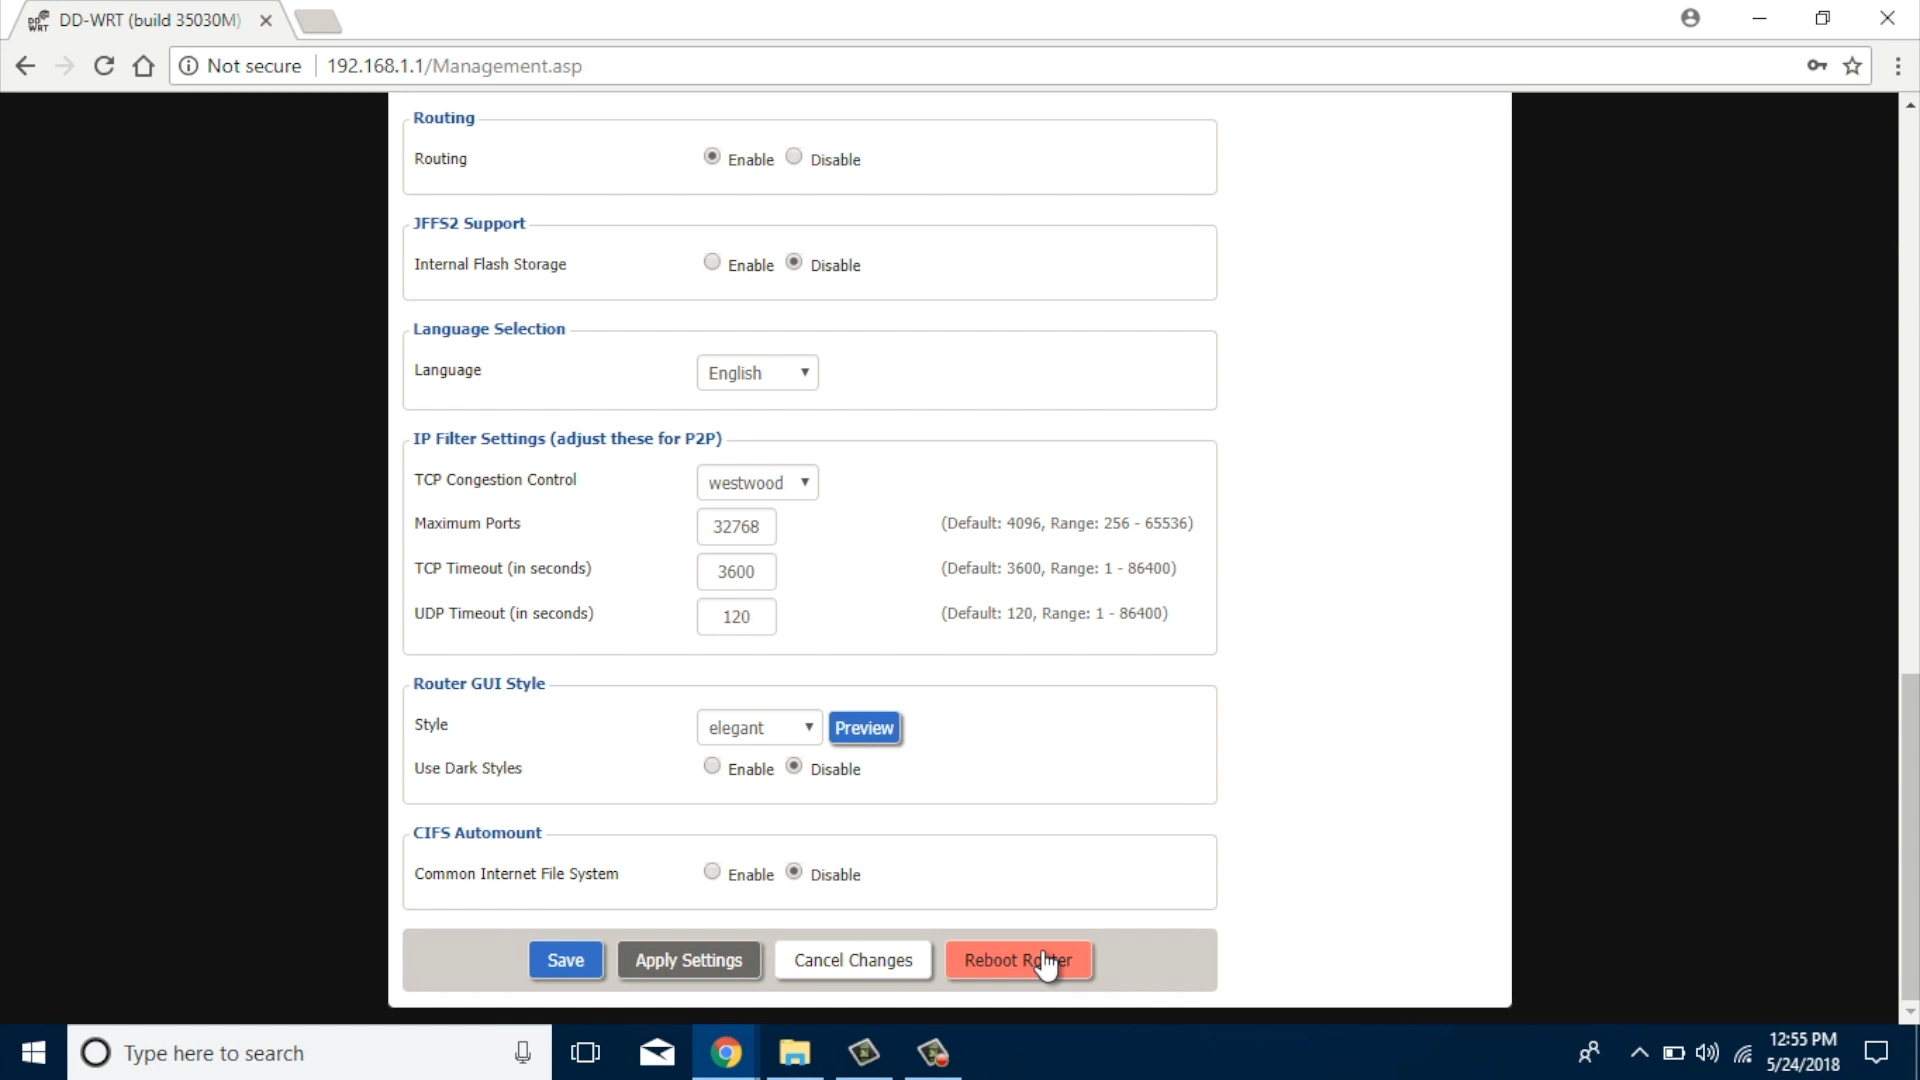 DD-WRT (build 35030M)
Not secure 192.168.1.1/Management.asp
Routing
Routing Enable Disable
JFFS2 Support
Internal Flash Storage Enable Disable
Language Selection
Language English
IP Filter Settings (adjust these for P2P)
TCP Congestion Control westwood
Maximum Ports 32768 (Default: 4096, Range: 256 - 65536)
TCP Timeout (in seconds) 3600 (Default: 3600, Range: 1 - 86400)
UDP Timeout (in seconds) 120 (Default: 120, Range: 1 - 86400)
Router GUI Style
Style elegant Preview
Use Dark Styles Enable Disable
CIFS Automount
Common Internet File System Enable Disable
Save Apply Settings Cancel Changes Reboot Router
Type here to search
12:55 PM
5/24/2018